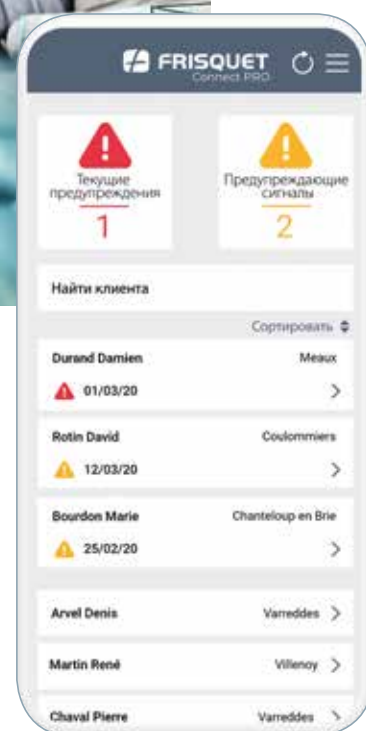 FRISQUET
Connect PRO
Текущие
предупреждения
1
Предупреждающие
сигналы
2
Найти клиента
Сортировать
Durand Damien
Meaux
01/03/20
Rotin David
Coulommiers
12/03/20
Bourdon Marie
Chanteloup en Brie
25/02/20
Arvel Denis
Varreddes
Martin René
Villenoy
Chaval Pierre
Varreddes